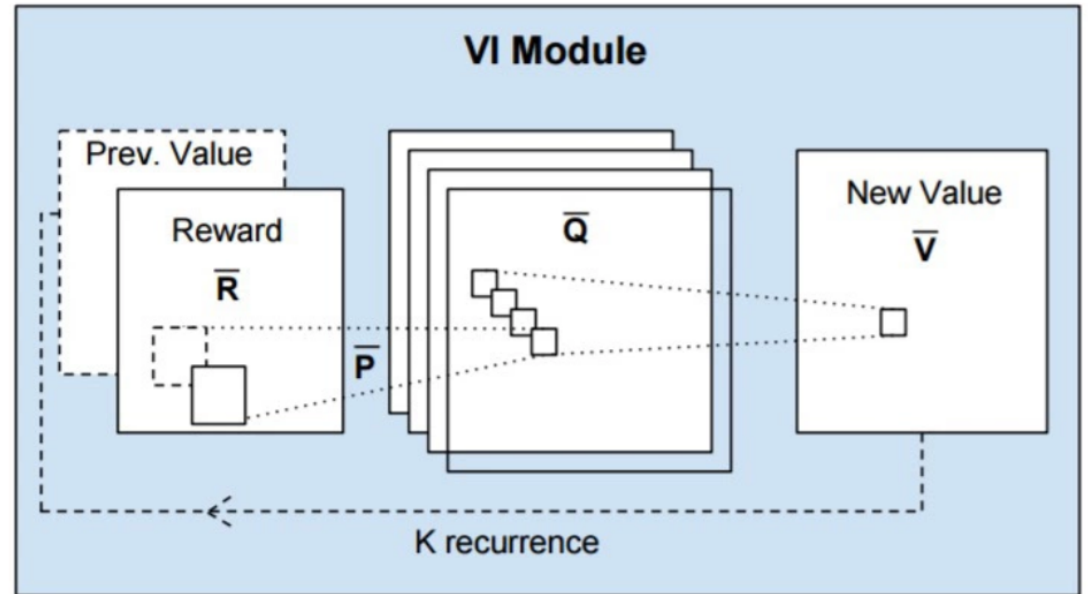 VI Module
Prev. Value
Reward
R̅
P̅
Q̅
New Value
V̅
K recurrence